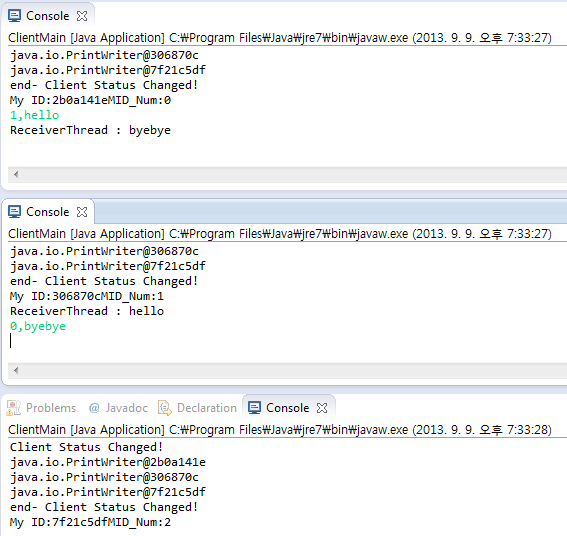 Console
ClientMain [Java Application] C:₩Program Files₩Java₩jre7₩bin₩javaw.exe (2013. 9. 9. 오후 7:33:27)
java.io.PrintWriter@306870c
java.io.PrintWriter@7f21c5df
end- Client Status Changed!
My ID:2b0a141eMID_Num:0
1,hello
ReceiverThread : byebye
Console
ClientMain [Java Application] C:₩Program Files₩Java₩jre7₩bin₩javaw.exe (2013. 9. 9. 오후 7:33:27)
java.io.PrintWriter@306870c
java.io.PrintWriter@7f21c5df
end- Client Status Changed!
My ID:306870cMID_Num:1
ReceiverThread : hello
0,byebye
Problems @ Javadoc Declaration Console
ClientMain [Java Application] C:₩Program Files₩Java₩jre7₩bin₩javaw.exe (2013. 9. 9. 오후 7:33:28)
Client Status Changed!
java.io.PrintWriter@2b0a141e
java.io.PrintWriter@306870c
java.io.PrintWriter@7f21c5df
end- Client Status Changed!
My ID:7f21c5dfMID_Num:2